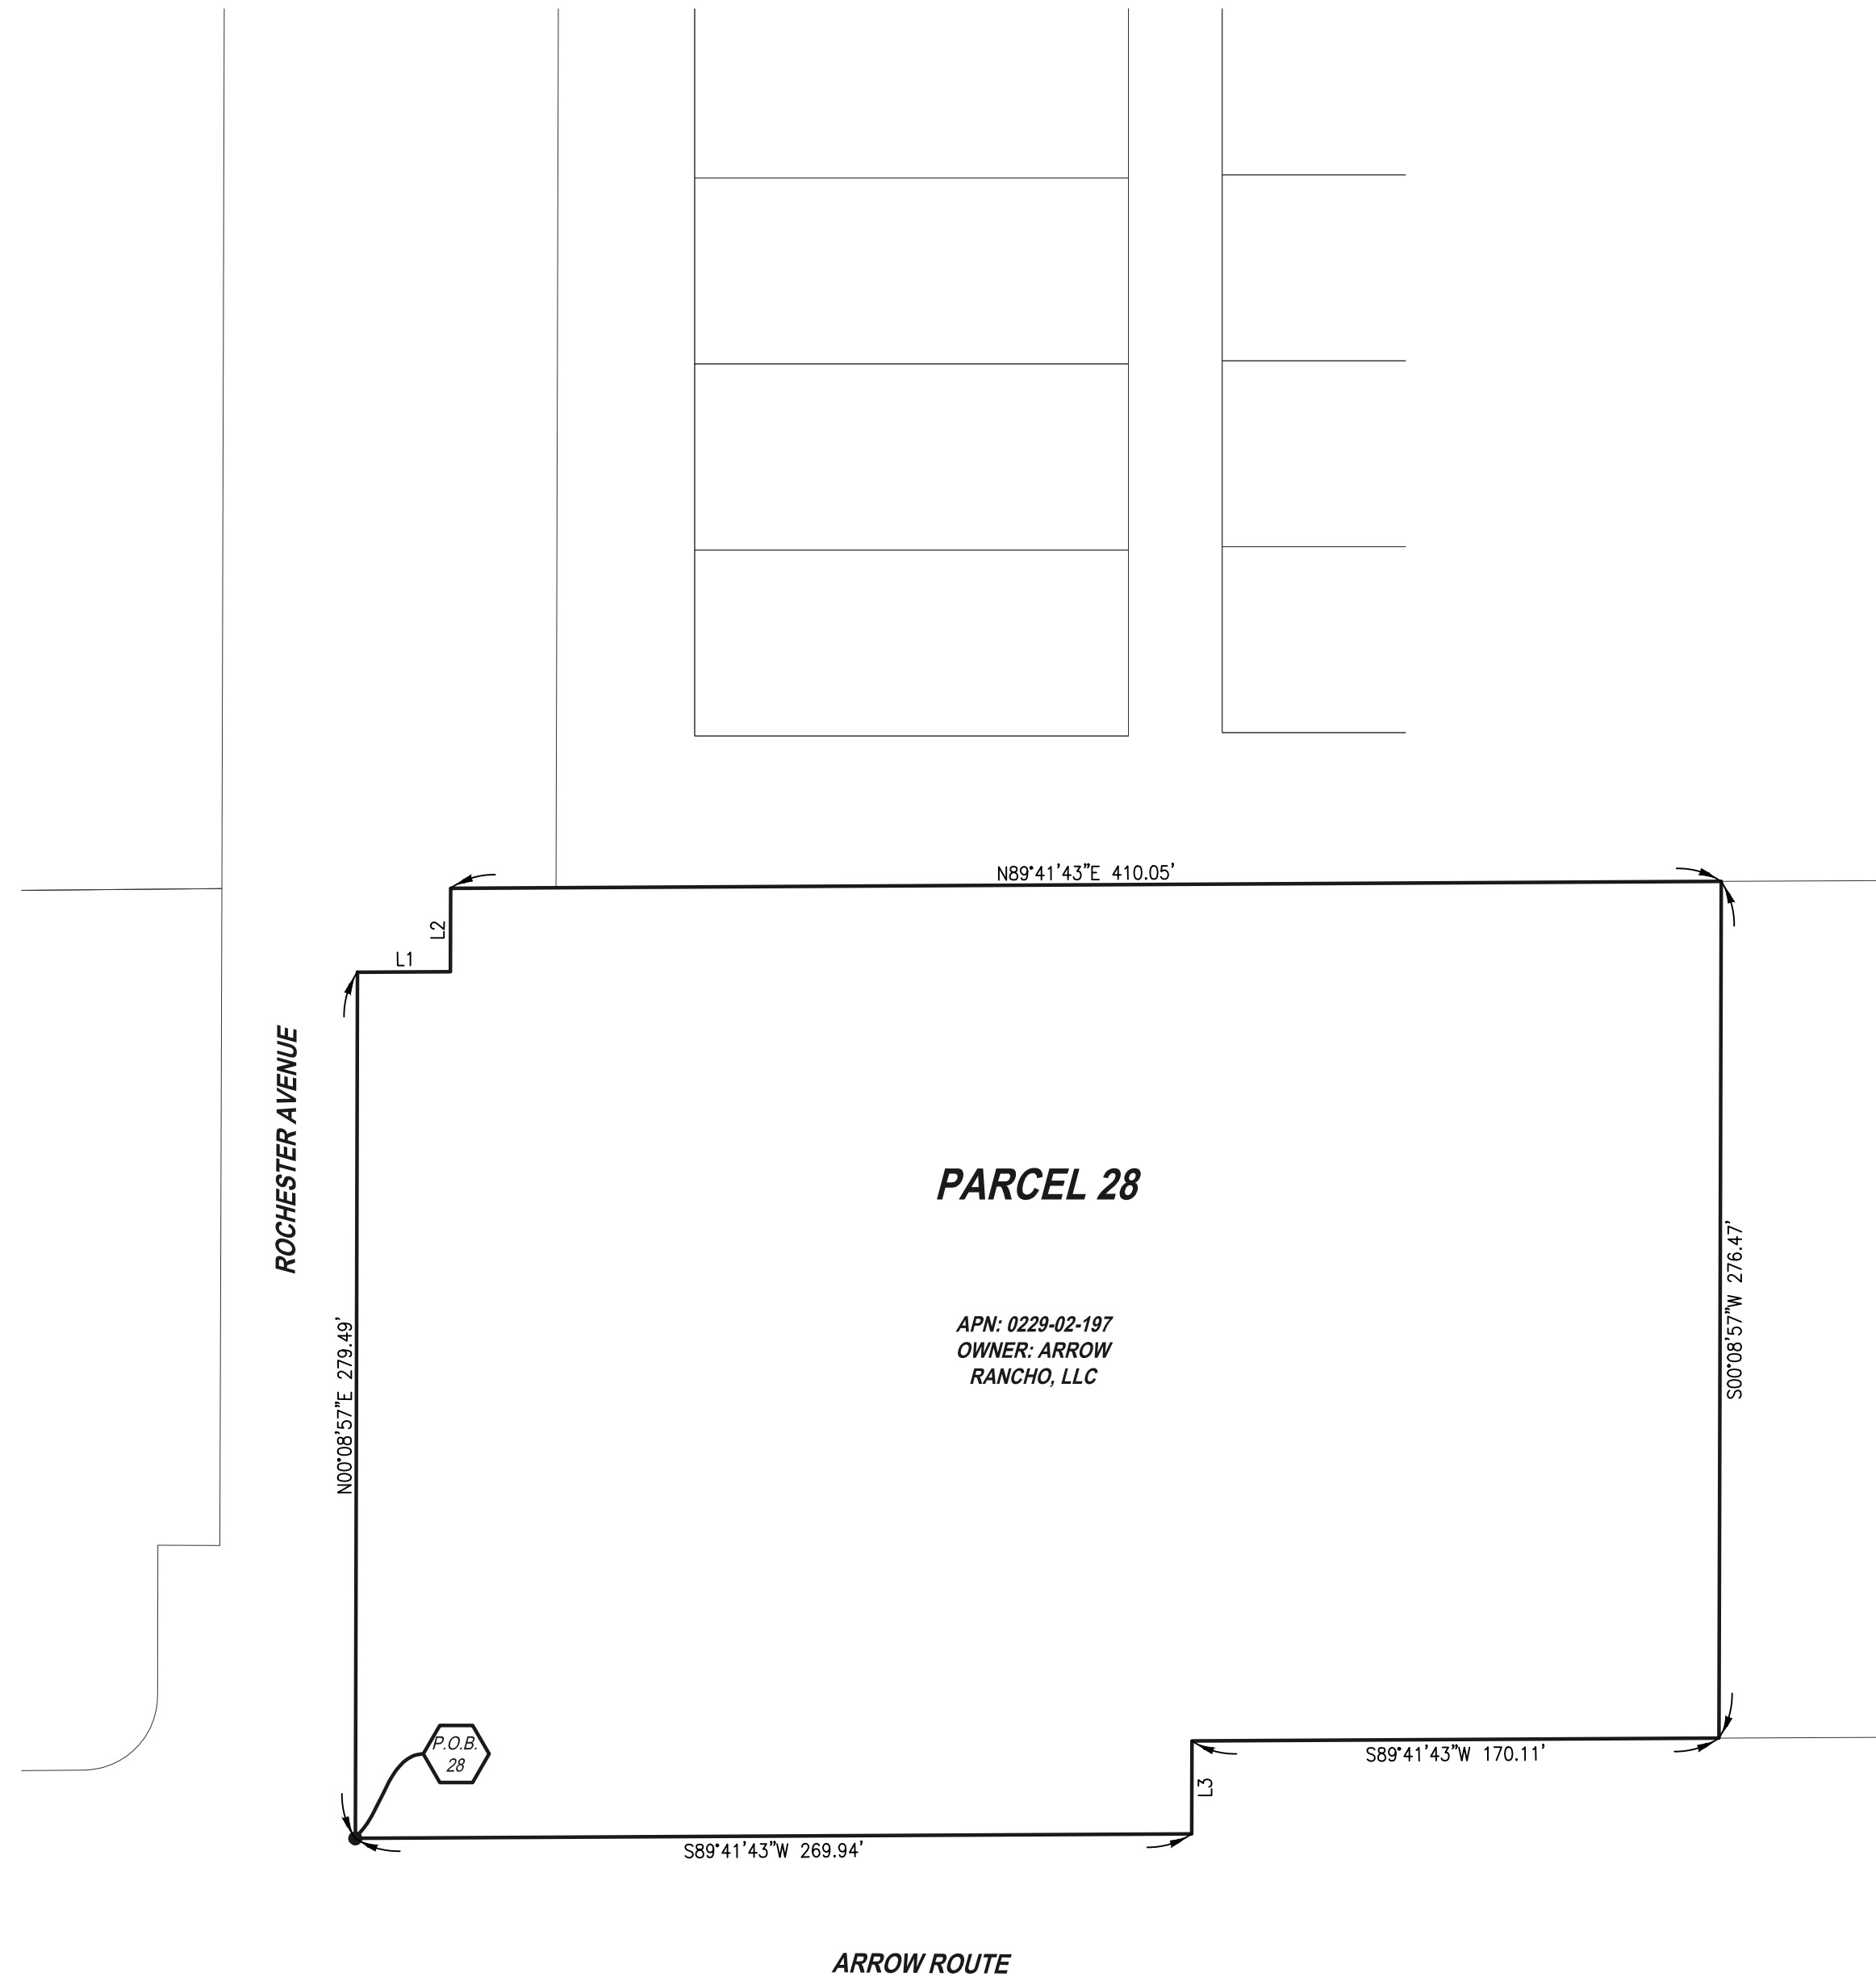 N89°41'43"E 410.05'
L2
L1
ROCHESTER AVENUE
PARCEL 28
S00°08'57"W 276.47'
APN: 0229-02-197
OWNER: ARROW
RANCHO, LLC
N00°08'57"E 279.49'
P.O.B.
28
S89°41'43"W 170.11'
L3
S89°41'43"W 269.94'
ARROW ROUTE